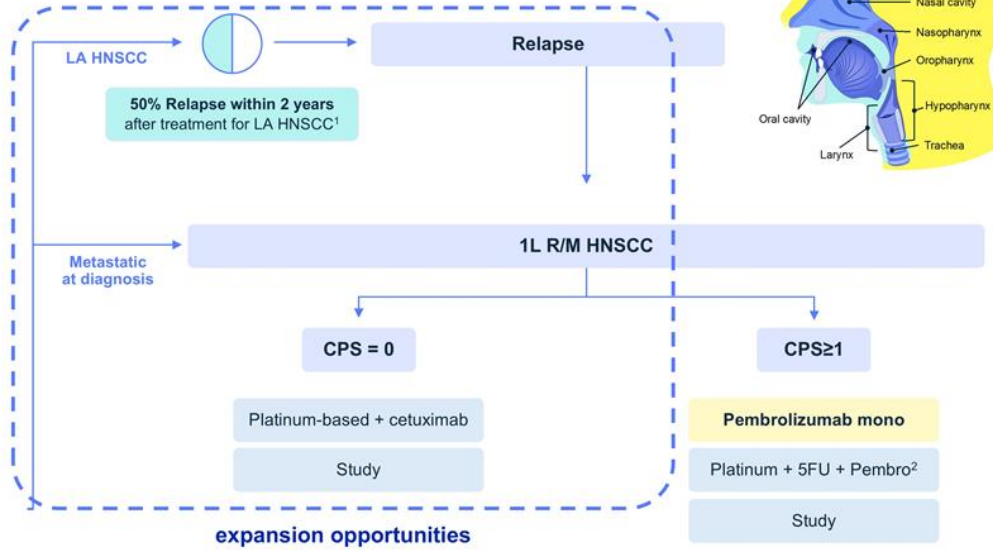 Nasal cavity
Nasopharynx
Oropharynx
Hypopharynx
Oral cavity
Larynx
Trachea
LA HNSCC
Relapse
50% Relapse within 2 years
after treatment for LA HNSCC¹
1L R/M HNSCC
Metastatic
at diagnosis
CPS = 0
CPS≥1
Platinum-based + cetuximab
Study
Pembrolizumab mono
Platinum + 5FU + Pembro²
Study
expansion opportunities